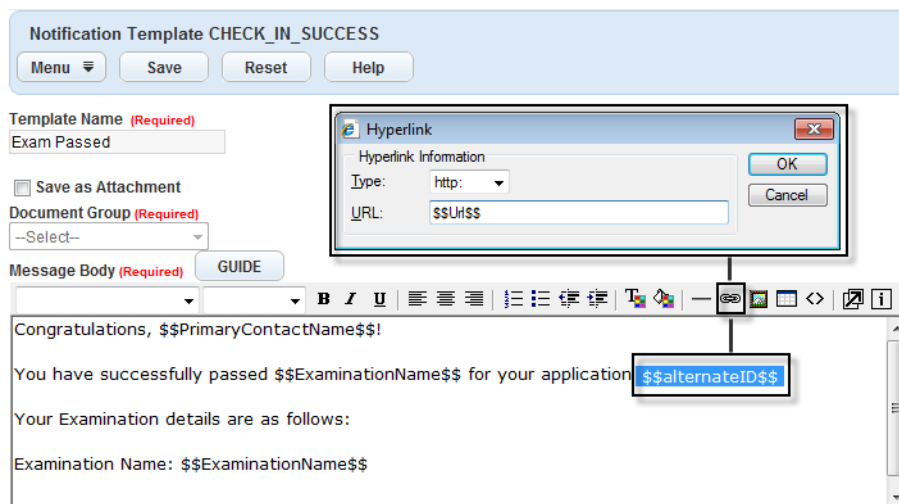 Notification Template CHECK_IN_SUCCESS
Menu Save Reset Help
Template Name (Required)
Exam Passed
Save as Attachment
Document Group (Required)
--Select--
Message Body (Required) GUIDE
Hyperlink
Hyperlink Information
Type: http:
URL: $$Url$$
OK
Cancel
B I U
Congratulations, $$PrimaryContactName$$!
You have successfully passed $$ExaminationName$$ for your application $$alternateID$$
Your Examination details are as follows:
Examination Name: $$ExaminationName$$